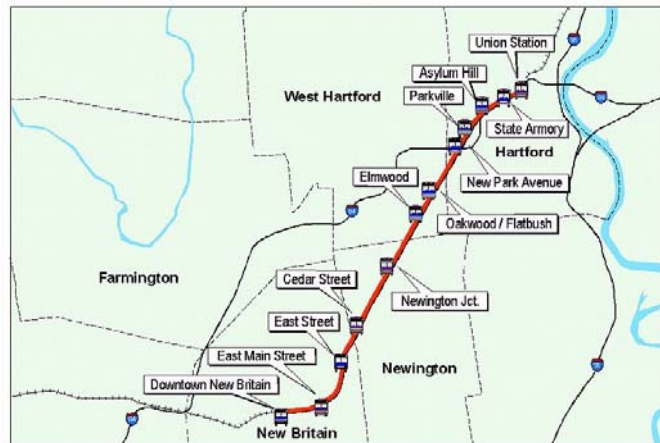 Union Station
Asylum Hill
West Hartford
Parkville
State Armory
Hartford
New Park Avenue
Elmwood
Oakwood / Flatbush
Farmington
Cedar Street
Newington Jct.
East Street
East Main Street
Newington
Downtown New Britain
New Britain